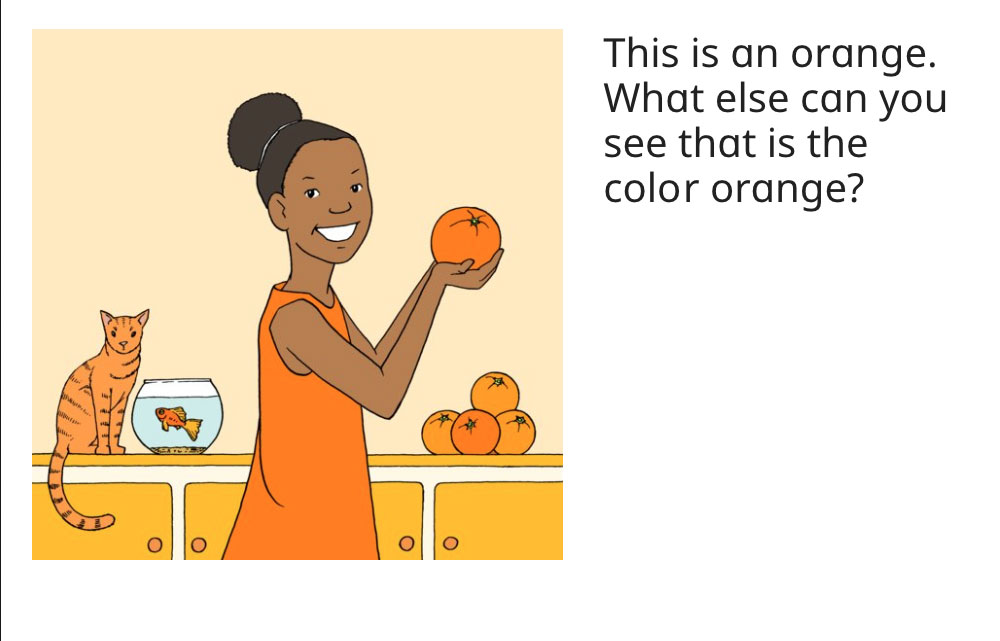 This is an orange.
What else can you
see that is the
color orange?